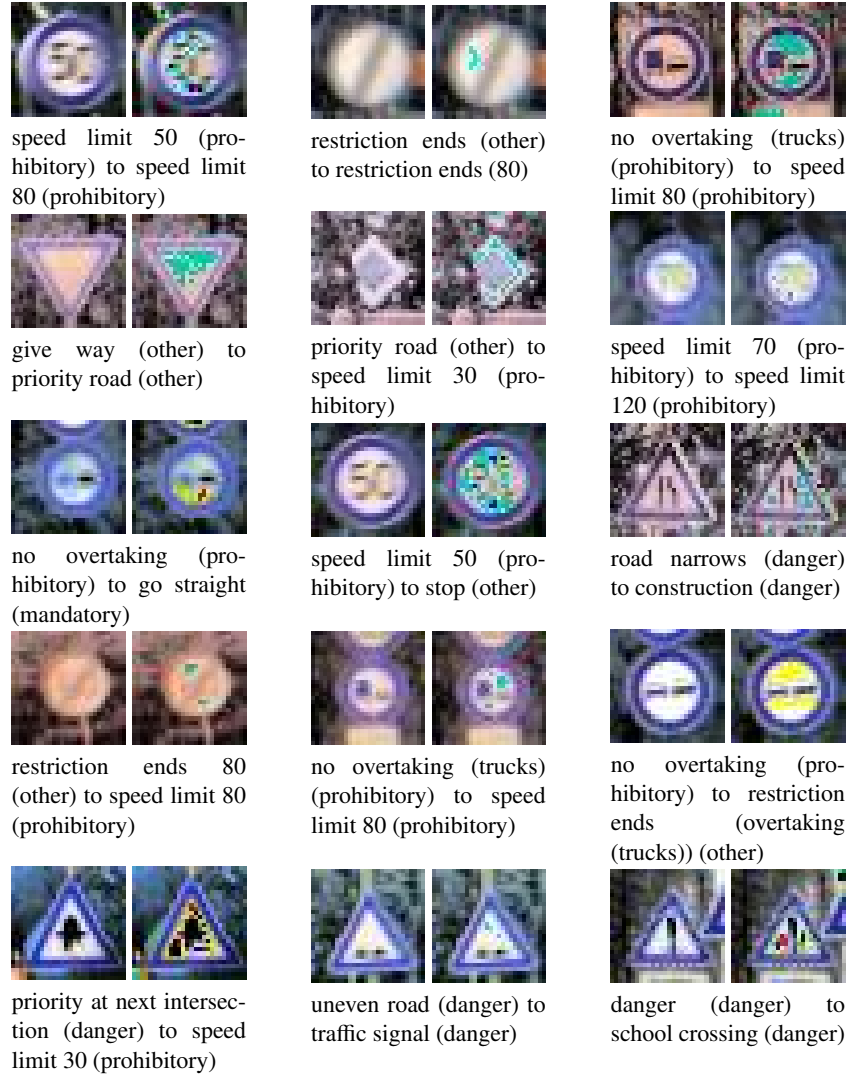 50
speed limit 50 (pro-
hibitory) to speed limit
80 (prohibitory)
restriction ends (other)
to restriction ends (80)
no overtaking (trucks)
(prohibitory) to speed
limit 80 (prohibitory)
give way (other) to
priority road (other)
priority road (other) to
speed limit 30 (pro-
hibitory)
speed limit 70 (pro-
hibitory) to speed limit
120 (prohibitory)
no overtaking (pro-
hibitory) to go straight
(mandatory)
50
speed limit 50 (pro-
hibitory) to stop (other)
road narrows (danger)
to construction (danger)
restriction ends 80
(other) to speed limit 80
(prohibitory)
no overtaking (trucks)
(prohibitory) to speed
limit 80 (prohibitory)
no overtaking (pro-
hibitory) to restriction
ends (overtaking
(trucks)) (other)
priority at next intersec-
tion (danger) to speed
limit 30 (prohibitory)
uneven road (danger) to
traffic signal (danger)
danger (danger) to
school crossing (danger)